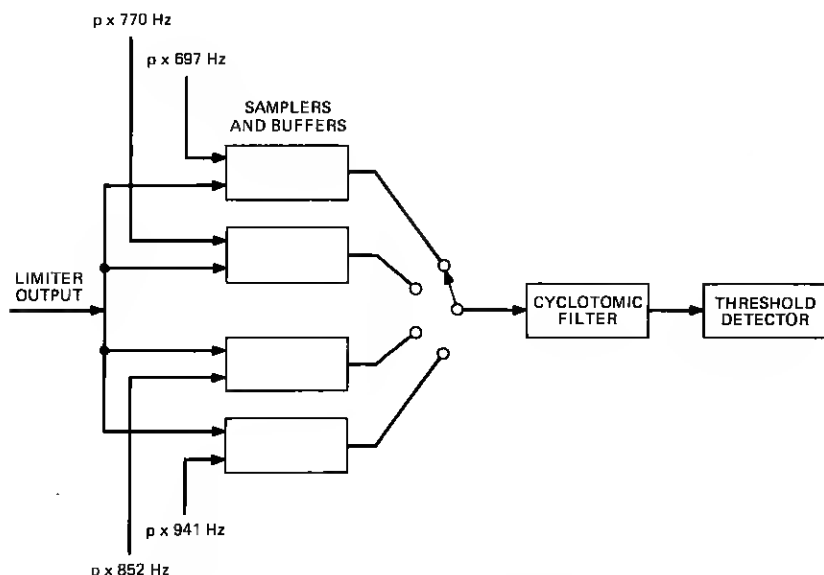 p x 770 Hz
p x 697 Hz
SAMPLERS
AND BUFFERS
LIMITER
OUTPUT
CYCLOTOMIC
FILTER
THRESHOLD
DETECTOR
p x 941 Hz
p x 852 Hz